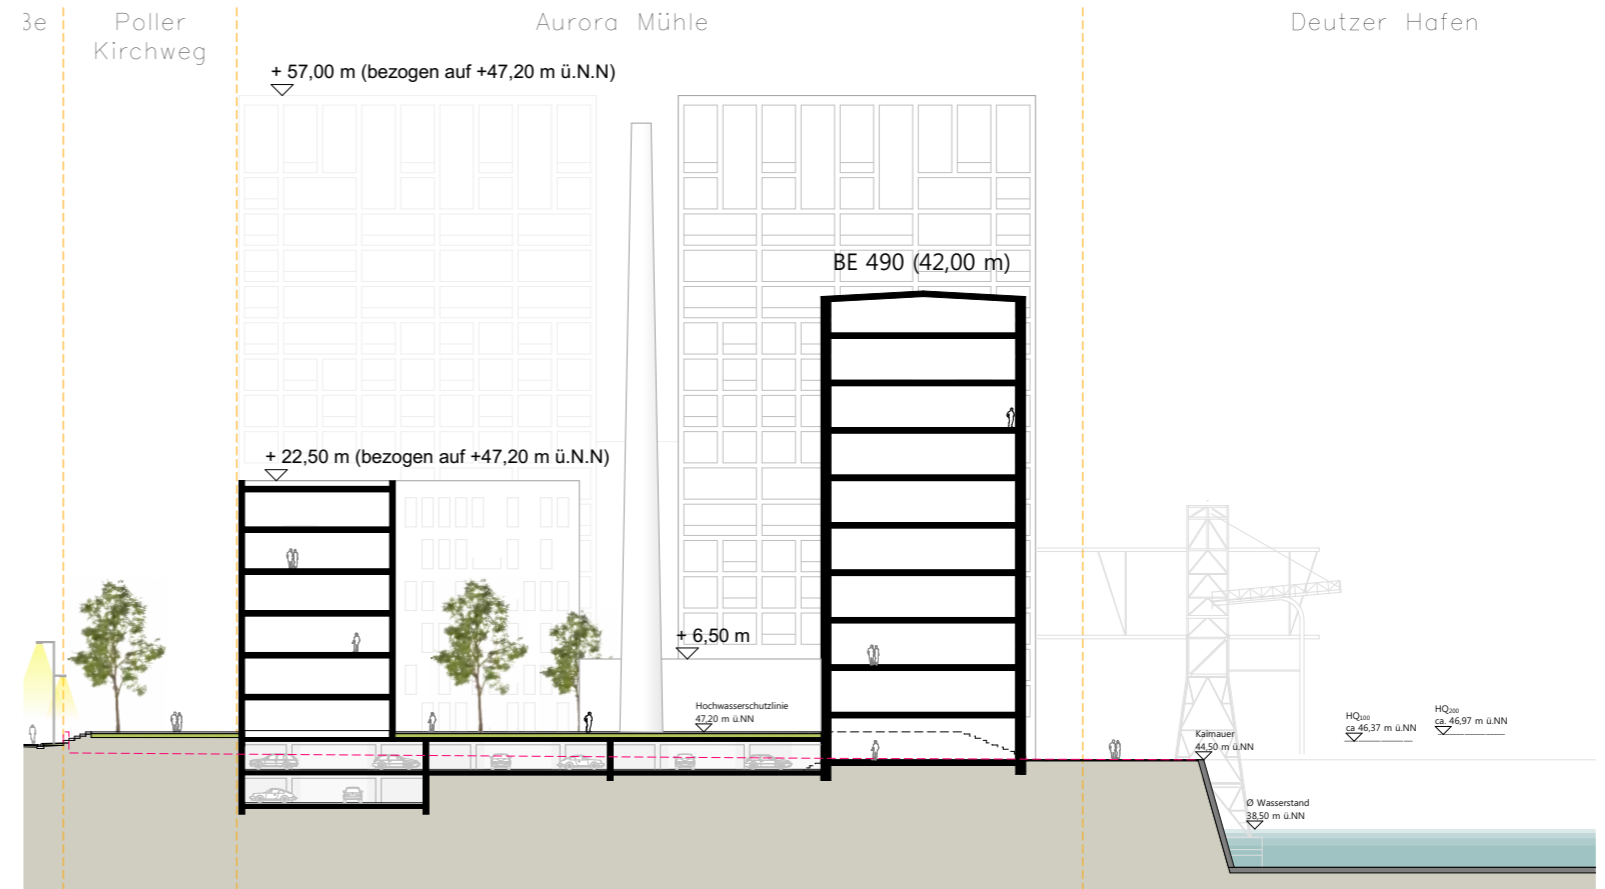 ße
Poller
Kirchweg
Aurora Mühle
Deutzer Hafen
+ 57,00 m (bezogen auf +47,20 m ü.N.N)
BE 490 (42,00 m)
+ 22,50 m (bezogen auf +47,20 m ü.N.N)
+ 6,50 m
Hochwasserschutzlinie
47,20 m ü.NN
HQ100
ca 46,37 m ü.NN
HQ200
ca. 46,97 m ü.NN
Kaimauer
44,50 m ü.NN
Ø Wasserstand
38,50 m ü.NN